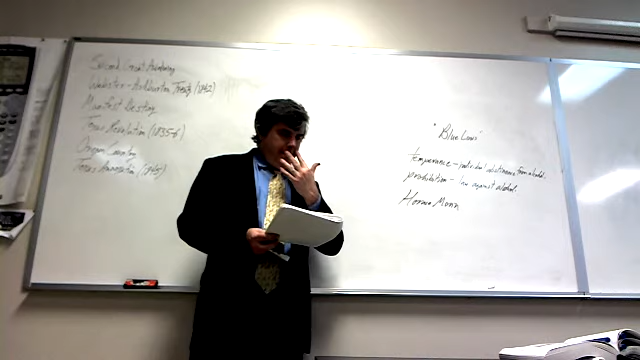 Second Great Awakening
Webster-Ashburton Treaty (1842)
Manifest Destiny
Texas Revolution (1835-6)
Oregon Country
Texas Annexation (1845)
"Blue Laws"
temperance - individual abstinence from alcohol
prohibition - law against alcohol
Horace Mann